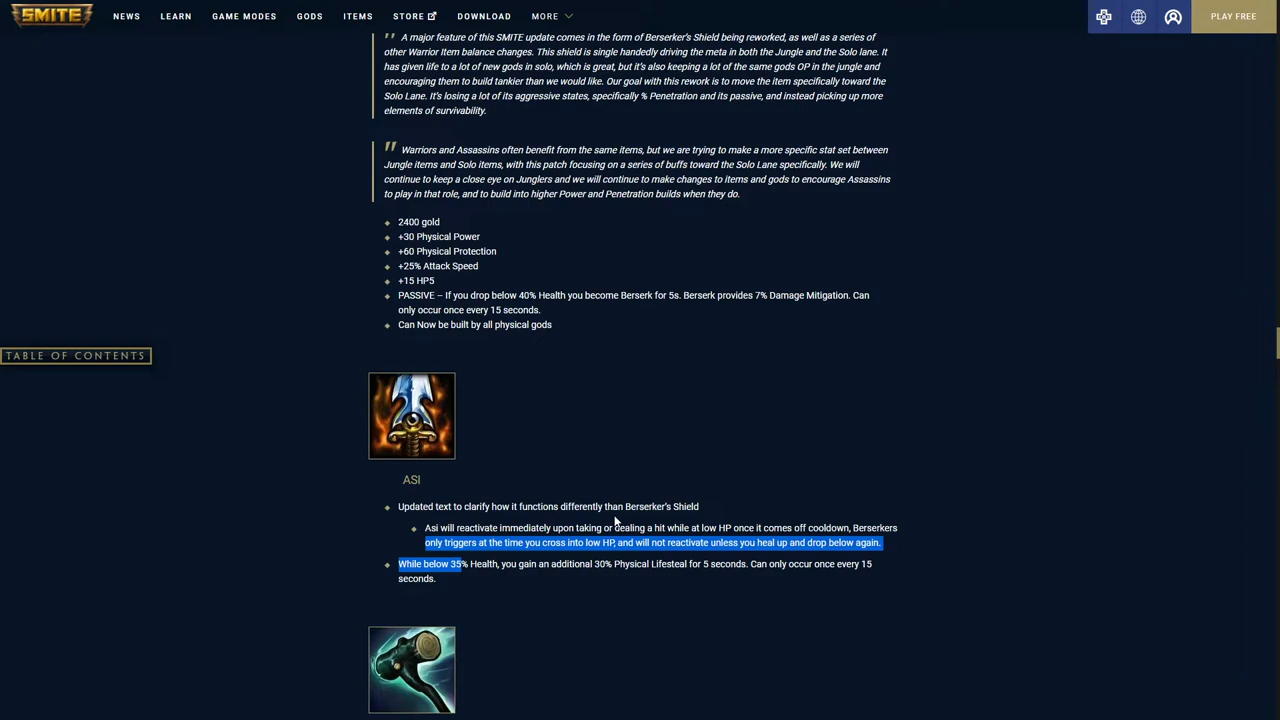 SMITE NEWS LEARN GAME MODES GODS ITEMS STORE DOWNLOAD MORE PLAY FREE
" A major feature of this SMITE update comes in the form of Berserker's Shield being reworked, as well as a series of
other Warrior Item balance changes. This shield is single handedly driving the meta in both the Jungle and the Solo lane. It
has given life to a lot of new gods in solo, which is great, but it's also keeping a lot of the same gods OP in the jungle and
encouraging them to build tankier than we would like. Our goal with this rework is to move the item specifically toward the
Solo Lane. It's losing a lot of its aggressive states, specifically % Penetration and its passive, and instead picking up more
elements of survivability.
" Warriors and Assassins often benefit from the same items, but we are trying to make a more specific stat set between
Jungle items and Solo items, with this patch focusing on a series of buffs toward the Solo Lane specifically. We will
continue to keep a close eye on Junglers and we will continue to make changes to items and gods to encourage Assassins
to play in that role, and to build into higher Power and Penetration builds when they do.
2400 gold
+30 Physical Power
+60 Physical Protection
+25% Attack Speed
+15 HP5
PASSIVE – If you drop below 40% Health you become Berserk for 5s. Berserk provides 7% Damage Mitigation. Can
only occur once every 15 seconds.
Can Now be built by all physical gods
TABLE OF CONTENTS
ASI
Updated text to clarify how it functions differently than Berserker's Shield
Asi will reactivate immediately upon taking or dealing a hit while at low HP once it comes off cooldown, Berserkers
only triggers at the time you cross into low HP, and will not reactivate unless you heal up and drop below again.
While below 35% Health, you gain an additional 30% Physical Lifesteal for 5 seconds. Can only occur once every 15
seconds.